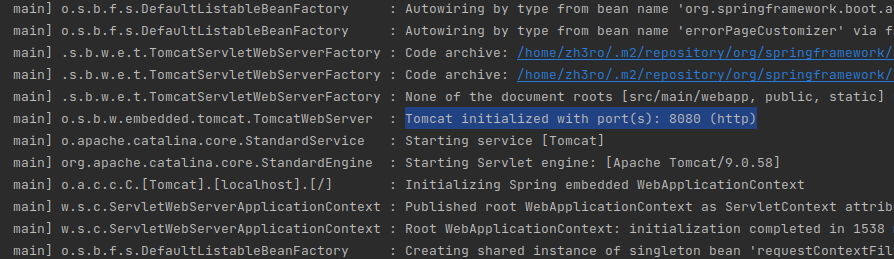 main] o.s.b.f.s.DefaultListableBeanFactory : Autowiring by type from bean name 'org.springframework.boot.a
main] o.s.b.f.s.DefaultListableBeanFactory : Autowiring by type from bean name 'errorPageCustomizer' via f
main] .s.b.w.e.t.TomcatServletWebServerFactory : Code archive: /home/zh3ro/.m2/repository/org/springframework/
main] .s.b.w.e.t.TomcatServletWebServerFactory : Code archive: /home/zh3ro/.m2/repository/org/springframework/
main] .s.b.w.e.t.TomcatServletWebServerFactory : None of the document roots [src/main/webapp, public, static]
main] o.s.b.w.embedded.tomcat.TomcatWebServer : Tomcat initialized with port(s): 8080 (http)
main] o.apache.catalina.core.StandardService : Starting service [Tomcat]
main] org.apache.catalina.core.StandardEngine : Starting Servlet engine: [Apache Tomcat/9.0.58]
main] o.a.c.c.C.[Tomcat].[localhost].[/] : Initializing Spring embedded WebApplicationContext
main] w.s.c.ServletWebServerApplicationContext : Published root WebApplicationContext as ServletContext attrib
main] w.s.c.ServletWebServerApplicationContext : Root WebApplicationContext: initialization completed in 1538
main] o.s.b.f.s.DefaultListableBeanFactory : Creating shared instance of singleton bean 'requestContextFil